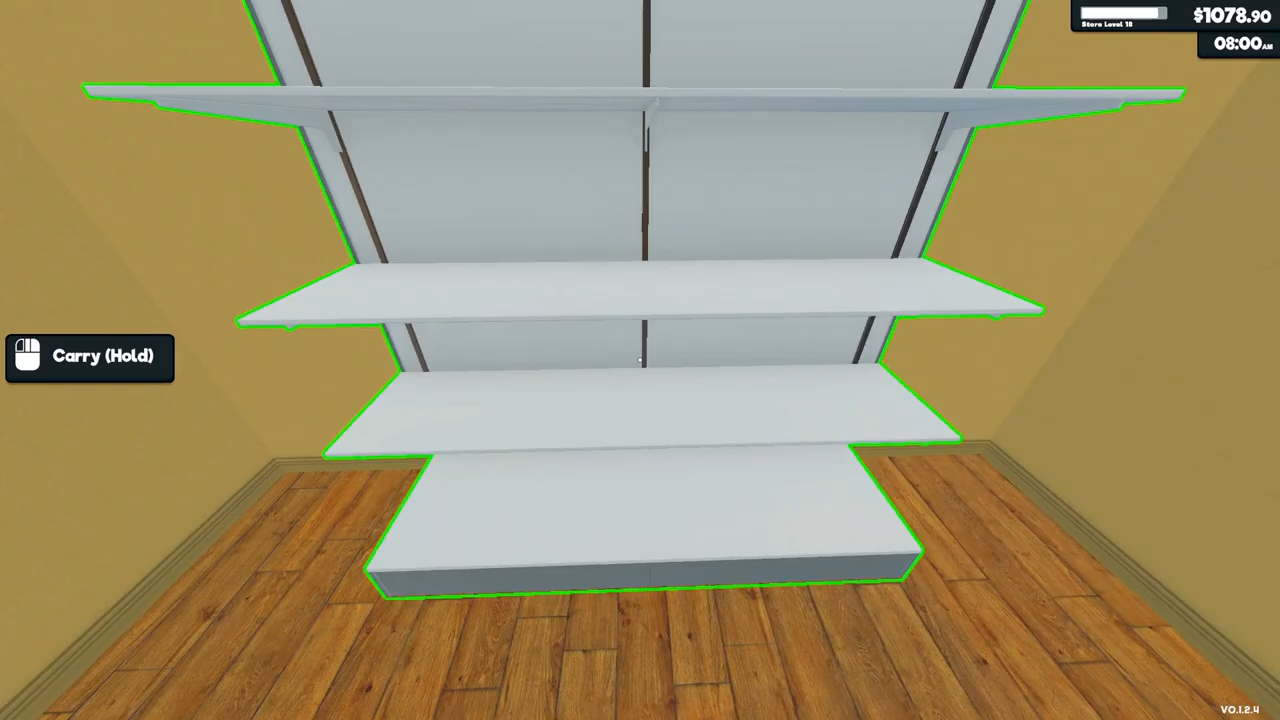 $1078.90
Store Level 18
08:00AM
Carry (Hold)
V0.1.2.4